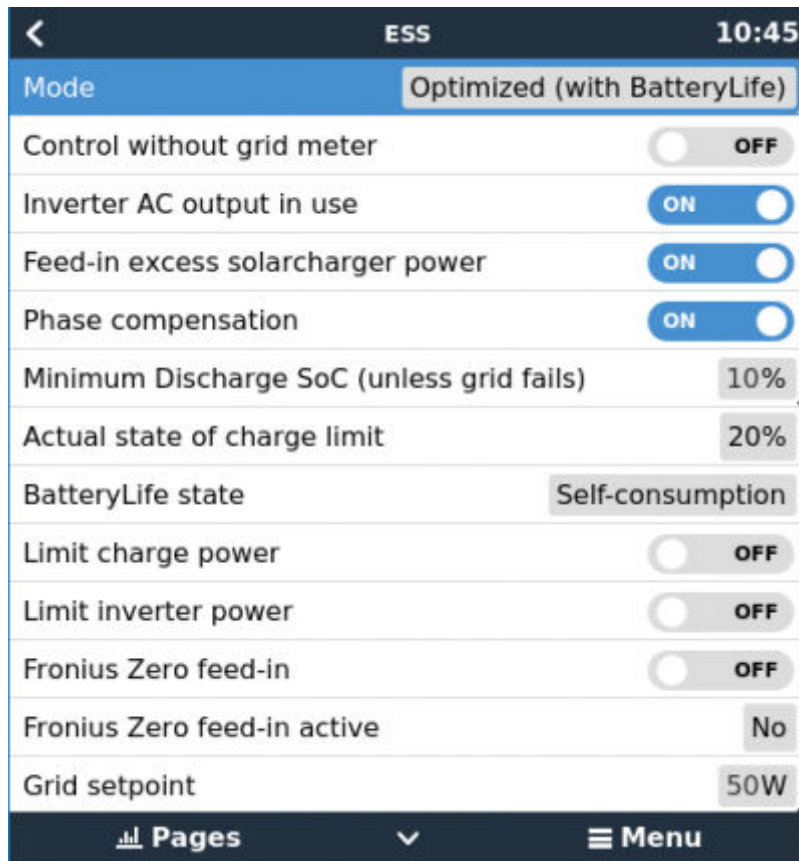 ESS 10:45
Mode Optimized (with BatteryLife)
Control without grid meter OFF
Inverter AC output in use ON
Feed-in excess solarcharger power ON
Phase compensation ON
Minimum Discharge SoC (unless grid fails) 10%
Actual state of charge limit 20%
BatteryLife state Self-consumption
Limit charge power OFF
Limit inverter power OFF
Fronius Zero feed-in OFF
Fronius Zero feed-in active No
Grid setpoint 50W
Pages Menu